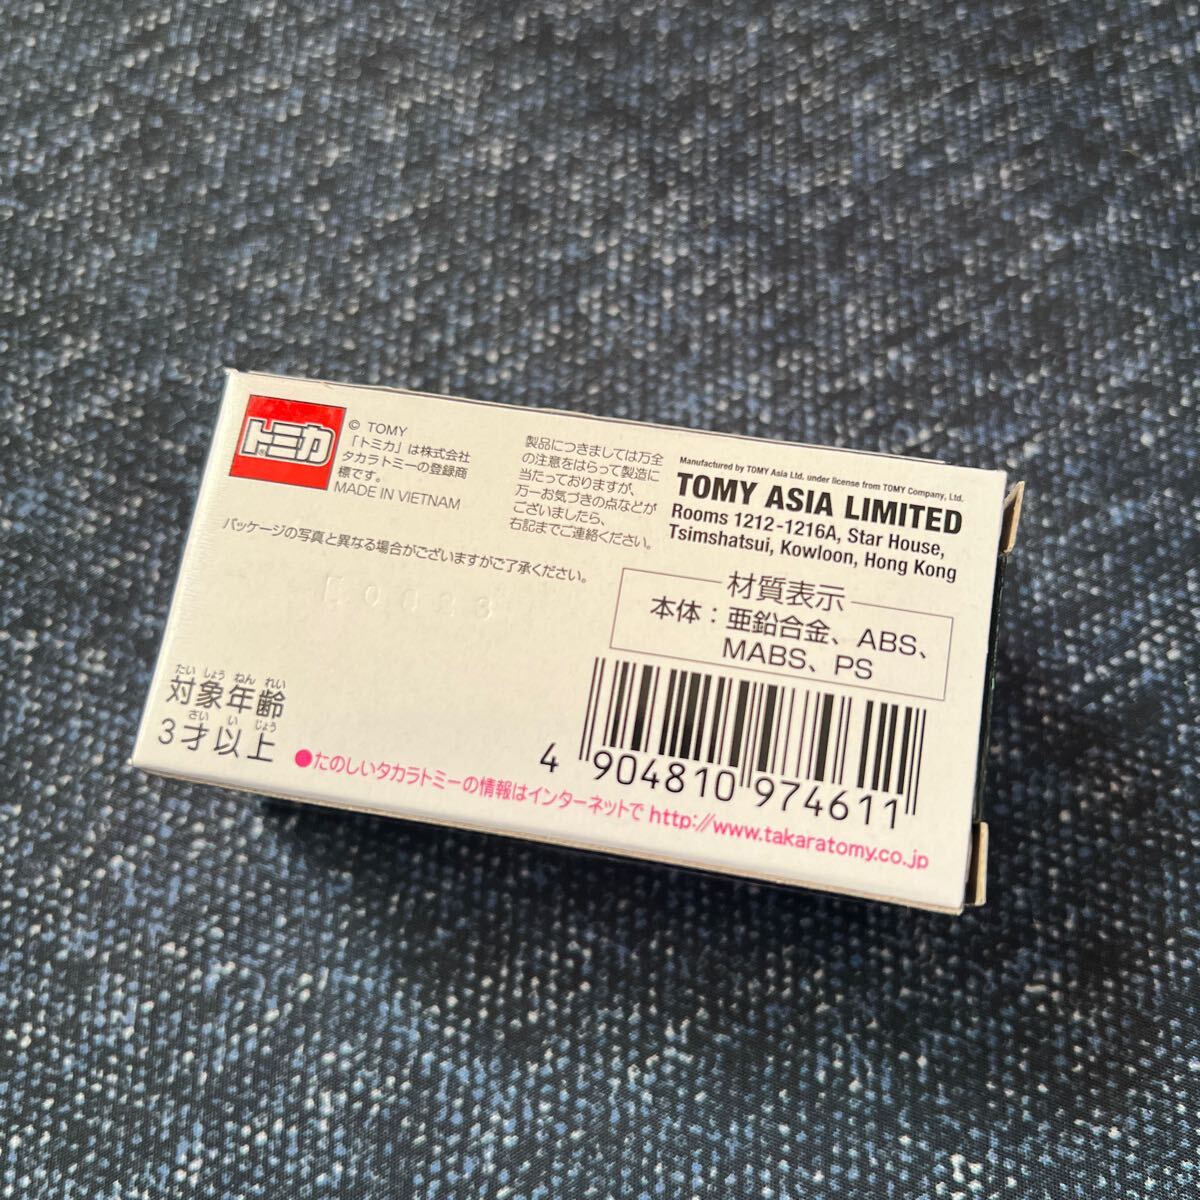 トミカ®
© TOMY
「トミカ」は株式会社
タカラトミーの登録商
標です。
MADE IN VIETNAM
製品につきましては万全
の注意をはらって製造に
当たっておりますが、
万一お気づきの点などが
ございましたら、
右記までご連絡ください。
Manufactured by TOMY Asia Ltd. under license from TOMY Company, Ltd.
TOMY ASIA LIMITED
Rooms 1212-1216A, Star House,
Tsimshatsui, Kowloon, Hong Kong
パッケージの写真と異なる場合がございますがご了承ください。
材質表示
本体：亜鉛合金、ABS、
MABS、PS
たいしょうねんれい
対象年齢
さいいじょう
3才以上
4 904810 974611
●たのしいタカラトミーの情報はインターネットで http://www.takaratomy.co.jp